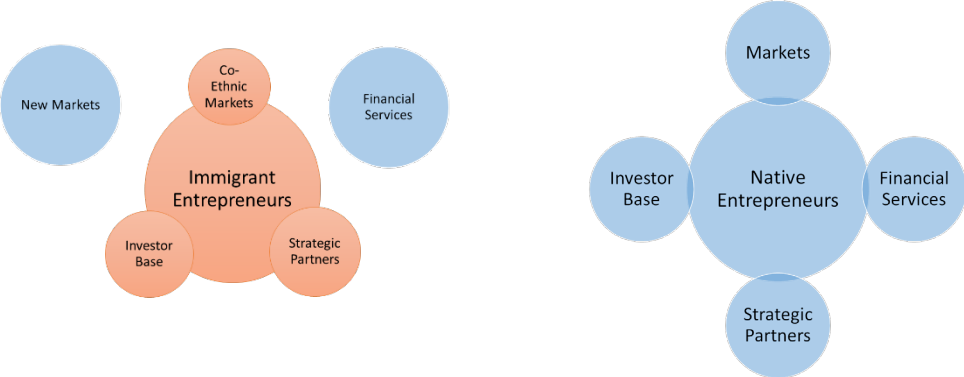 New Markets
Co-
Ethnic
Markets
Financial
Services
Immigrant
Entrepreneurs
Investor
Base
Strategic
Partners
Markets
Investor
Base
Native
Entrepreneurs
Financial
Services
Strategic
Partners